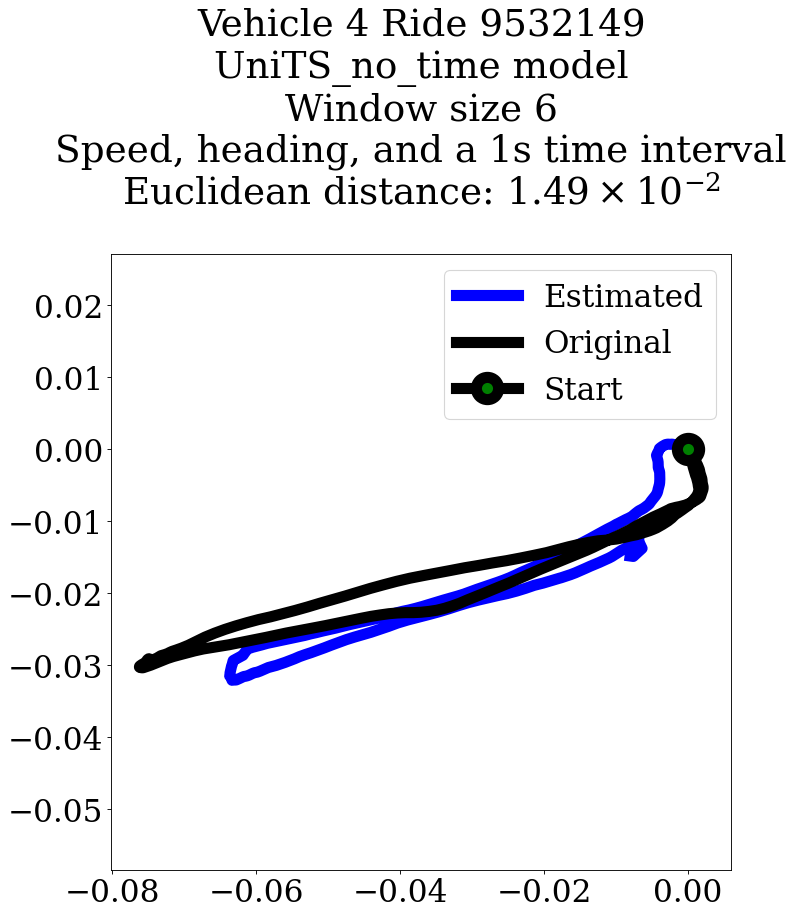 Vehicle 4 Ride 9532149
UniTS_no_time model
Window size 6
Speed, heading, and a 1s time interval
Euclidean distance: 1.49 × 10⁻²
Estimated
Original
Start
0.02
0.01
0.00
−0.01
−0.02
−0.03
−0.04
−0.05
−0.08 −0.06 −0.04 −0.02 0.00